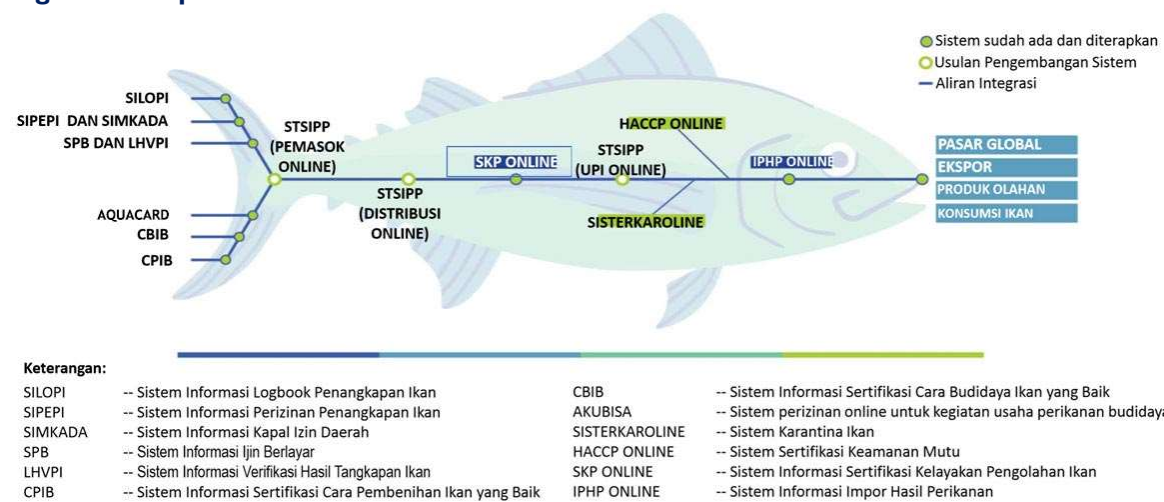 Sistem sudah ada dan diterapkan
Usulan Pengembangan Sistem
Aliran Integrasi
SILOPI
SIPEPI DAN SIMKADA
SPB DAN LHVPI
AQUACARD
CBIB
CPIB
STSIPP
(PEMASOK
ONLINE)
STSIPP
(DISTRIBUSI
ONLINE)
SKP ONLINE
STSIPP
(UPI ONLINE)
HACCP ONLINE
SISTERKAROLINE
IPHP ONLINE
PASAR GLOBAL
EKSPOR
PRODUK OLAHAN
KONSUMSI IKAN
Keterangan:
SILOPI -- Sistem Informasi Logbook Penangkapan Ikan
SIPEPI -- Sistem Informasi Perizinan Penangkapan Ikan
SIMKADA -- Sistem Informasi Kapal Izin Daerah
SPB -- Sistem Informasi Ijin Berlayar
LHVPI -- Sistem Informasi Verifikasi Hasil Tangkapan Ikan
CPIB -- Sistem Informasi Sertifikasi Cara Pembenihan Ikan yang Baik
CBIB -- Sistem Informasi Sertifikasi Cara Budidaya Ikan yang Baik
AKUBISA -- Sistem perizinan online untuk kegiatan usaha perikanan budidaya
SISTERKAROLINE -- Sistem Karantina Ikan
HACCP ONLINE -- Sistem Sertifikasi Keamanan Mutu
SKP ONLINE -- Sistem Informasi Sertifikasi Kelayakan Pengolahan Ikan
IPHP ONLINE -- Sistem Informasi Impor Hasil Perikanan